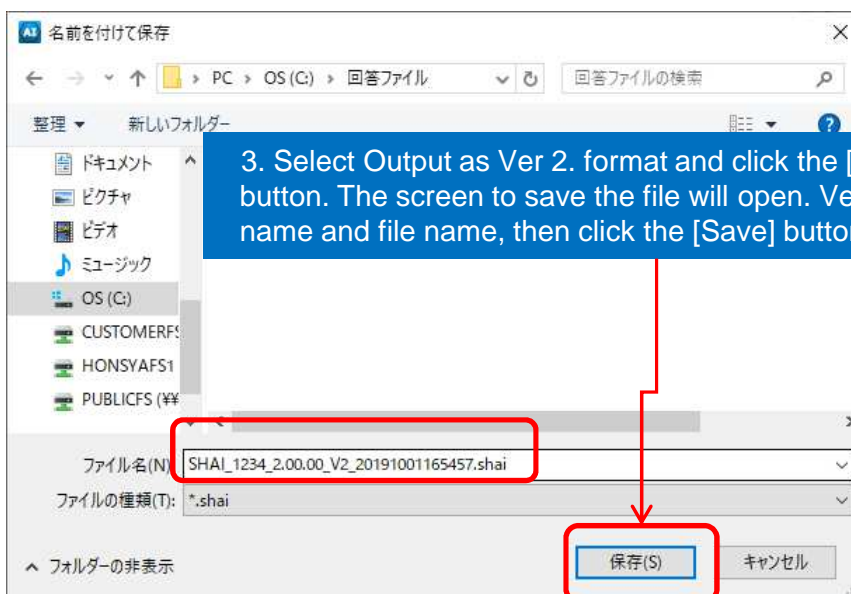 AI 名前を付けて保存
PC › OS (C:) › 回答ファイル
回答ファイルの検索
整理 新しいフォルダー
?
ドキュメント
ピクチャ
ビデオ
ミュージック
OS (C:)
CUSTOMERFS
HONSYAFS1
PUBLICFS (¥¥
3. Select Output as Ver 2. format and click the [
button. The screen to save the file will open. Ve
name and file name, then click the [Save] butto
ファイル名(N) SHAI_1234_2.00.00_V2_20191001165457.shai
ファイルの種類(T): *.shai
フォルダーの非表示
保存(S) キャンセル